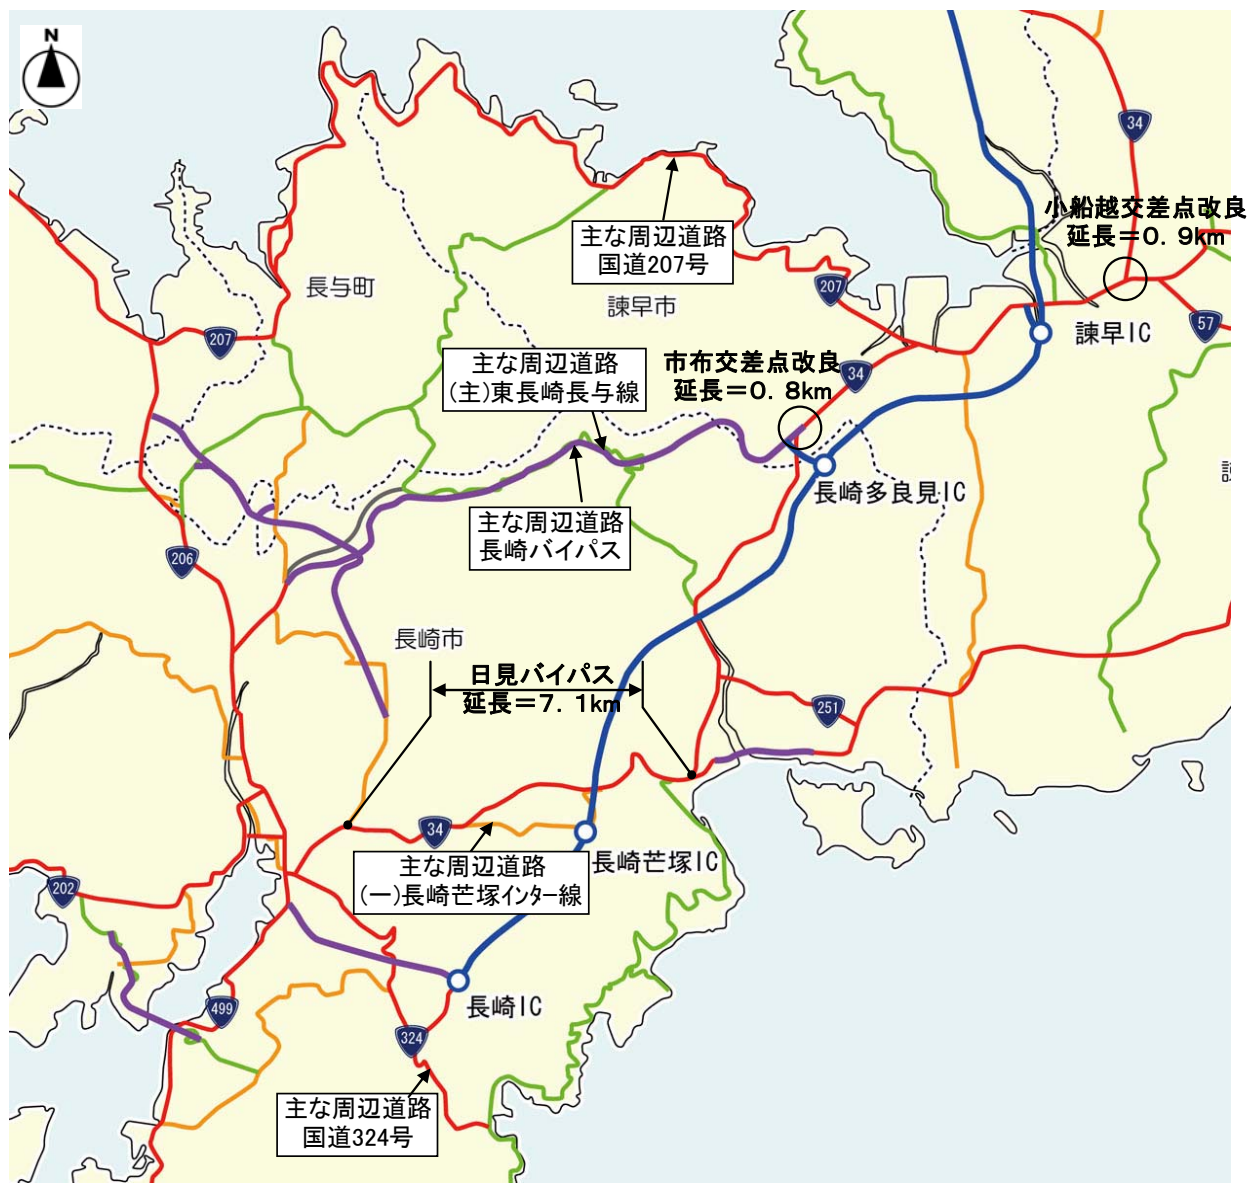 N
34
小船越交差点改良
延長＝0．9km
主な周辺道路
国道207号
長与町
諫早市
207
207
57
諫早IC
主な周辺道路
(主)東長崎長与線
市布交差点改良
延長＝0．8km
34
長崎多良見IC
主な周辺道路
長崎バイパス
206
長崎市
日見バイパス
延長＝7．1km
251
34
長崎芒塚IC
主な周辺道路
(一)長崎芒塚インター線
202
長崎IC
499
324
主な周辺道路
国道324号